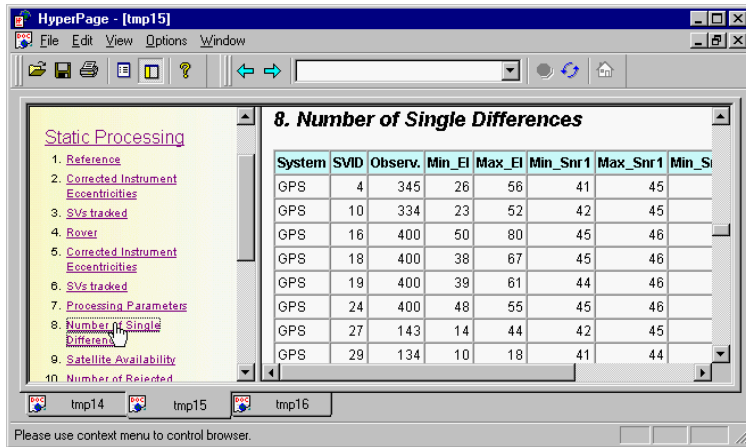 HyperPage - [tmp15]
File Edit View Options Window
Static Processing
1. Reference
2. Corrected Instrument
Eccentricities
3. SVs tracked
4. Rover
5. Corrected Instrument
Eccentricities
6. SVs tracked
7. Processing Parameters
8. Number of Single
Differen
9. Satellite Availability
10. Number of Rejected
8. Number of Single Differences
System SVID Observ. Min_El Max_El Min_Snr1 Max_Snr1 Min_S
GPS 4 345 26 56 41 45
GPS 10 334 23 52 42 45
GPS 16 400 50 80 45 46
GPS 18 400 38 67 45 46
GPS 19 400 39 61 44 46
GPS 24 400 48 55 45 46
GPS 27 143 14 44 42 45
GPS 29 134 10 18 41 44
tmp14 tmp15 tmp16
Please use context menu to control browser.